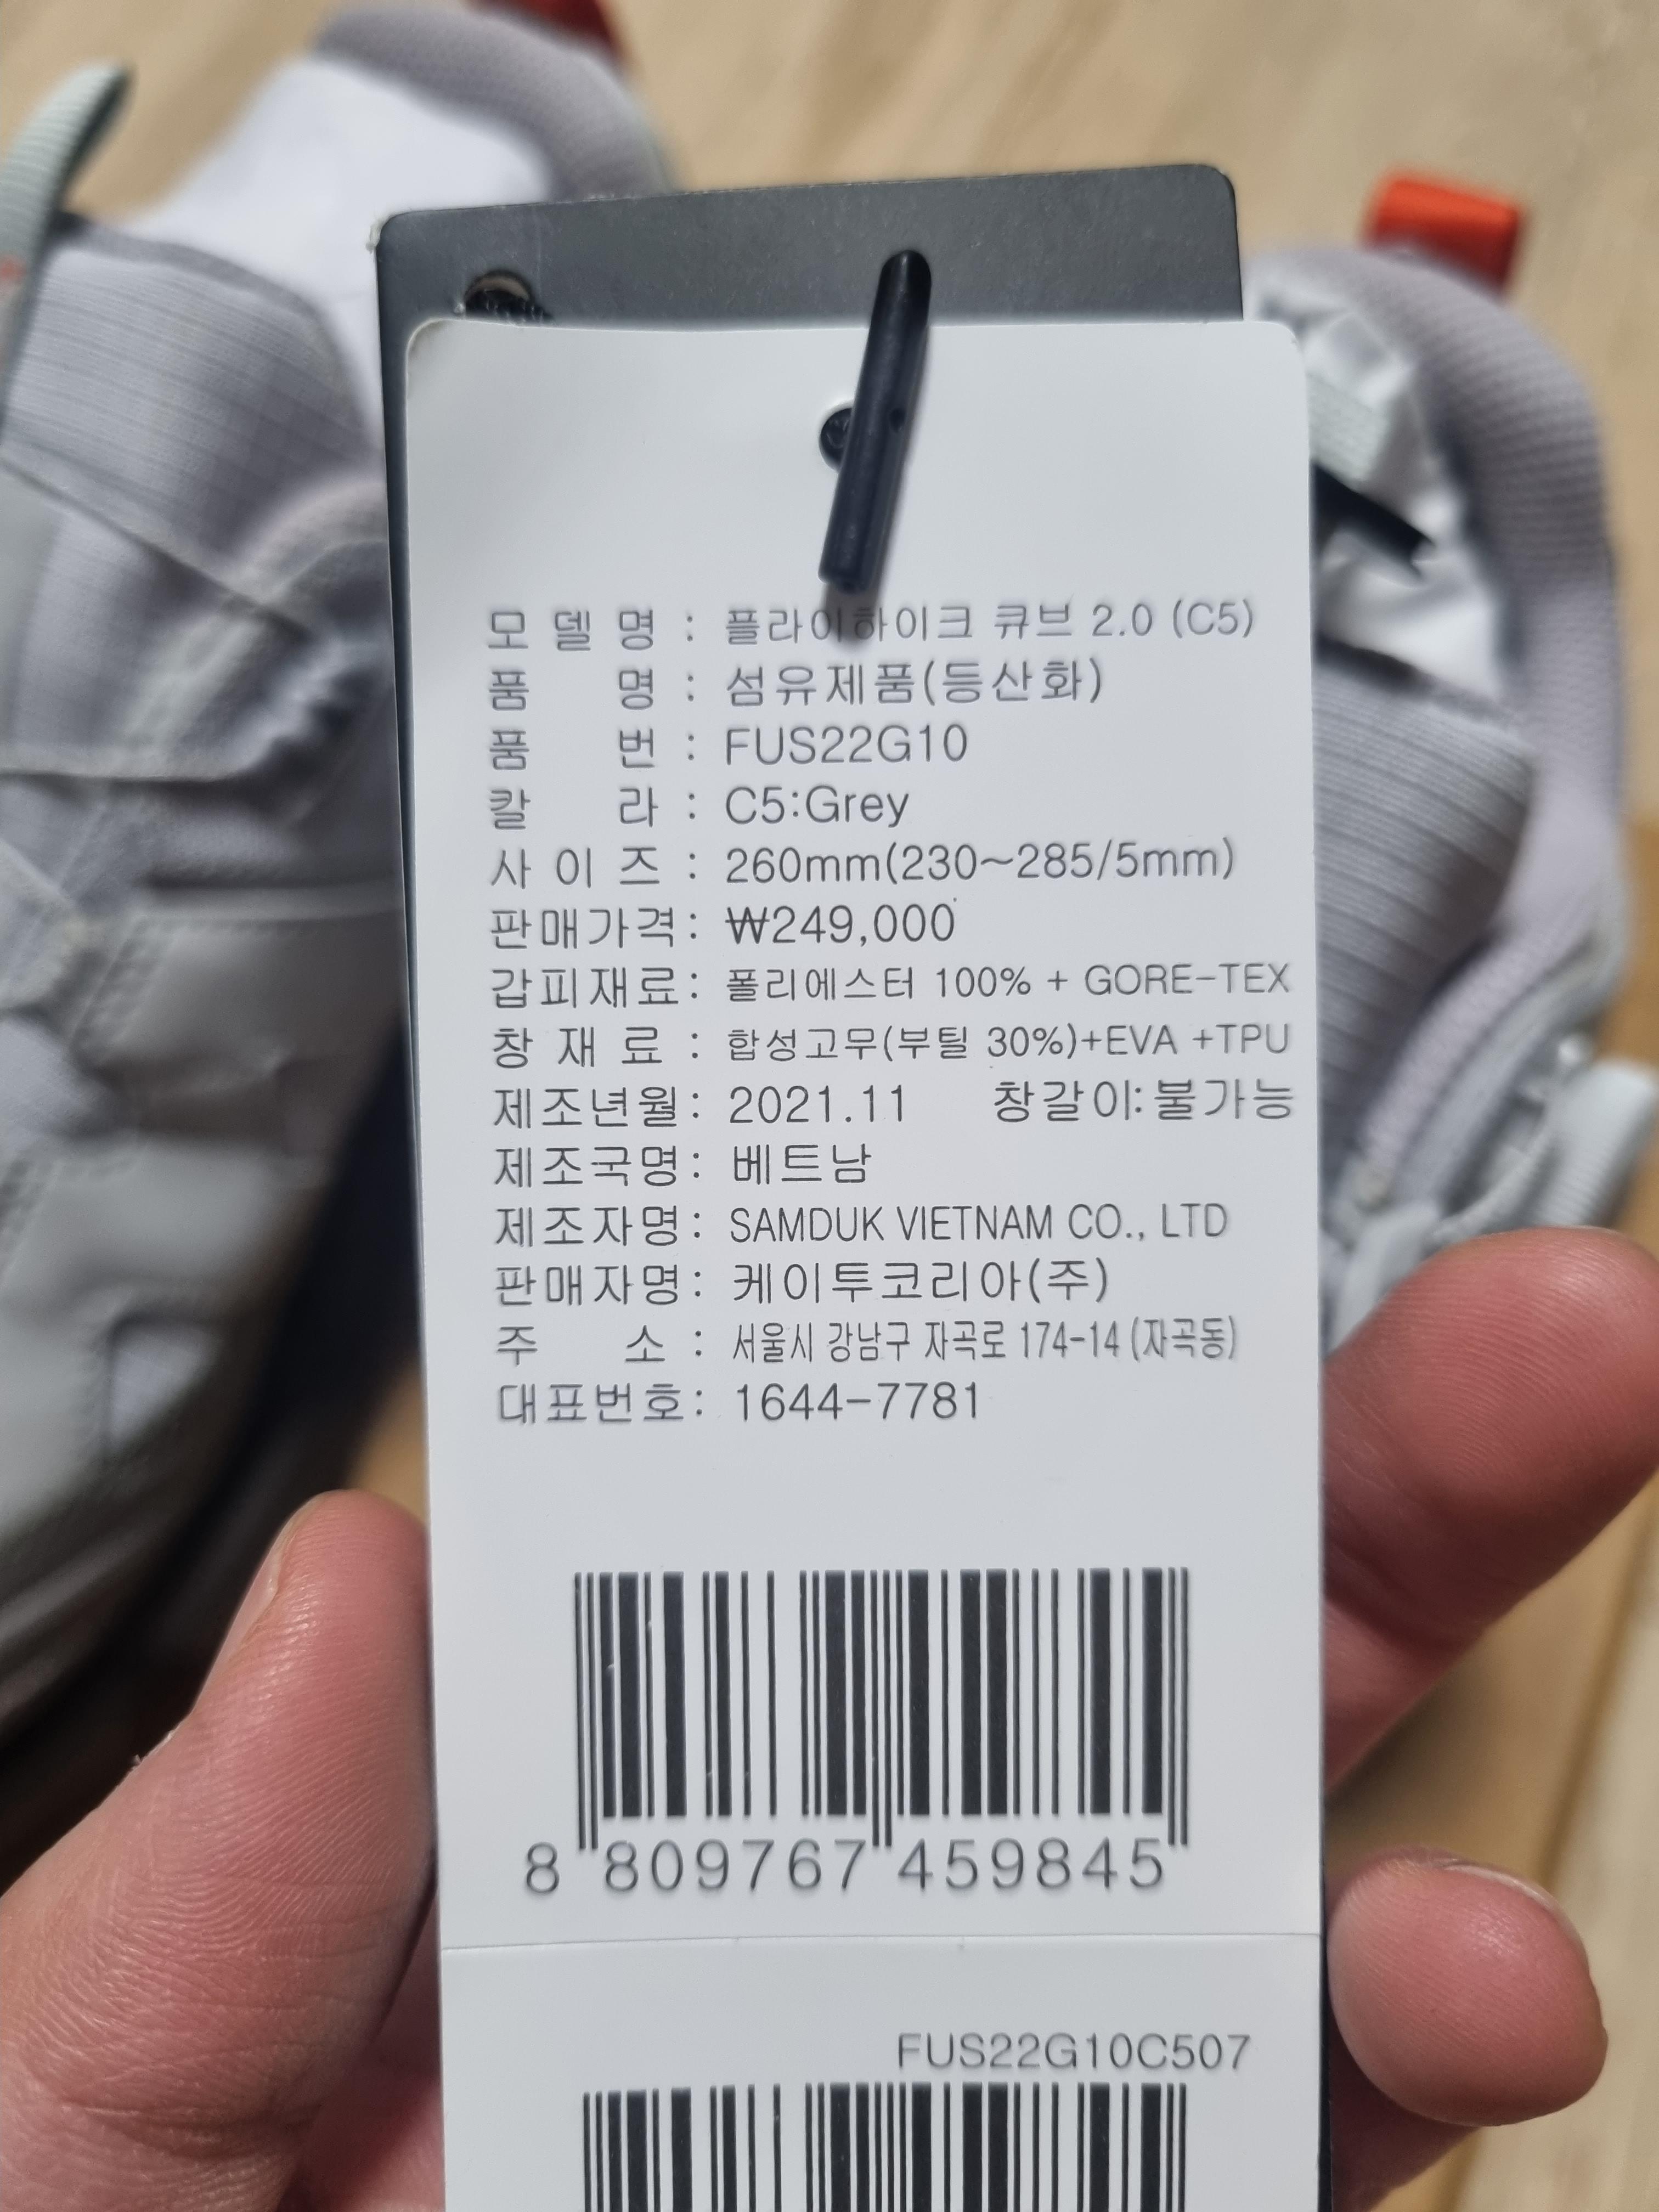 모델명 : 플라이하이크 큐브 2.0 (C5)
품명 : 섬유제품(등산화)
품번 : FUS22G10
칼라 : C5:Grey
사이즈 : 260mm(230~285/5mm)
판매가격: ₩249,000
갑피재료: 폴리에스터 100% + GORE-TEX
창재료 : 합성고무(부틸 30%)+EVA +TPU
제조년월: 2021.11 창갈이:불가능
제조국명: 베트남
제조자명: SAMDUK VIETNAM CO., LTD
판매자명: 케이투코리아(주)
주소 : 서울시 강남구 자곡로 174-14 (자곡동)
대표번호: 1644-7781
8 809767 459845
FUS22G10C507